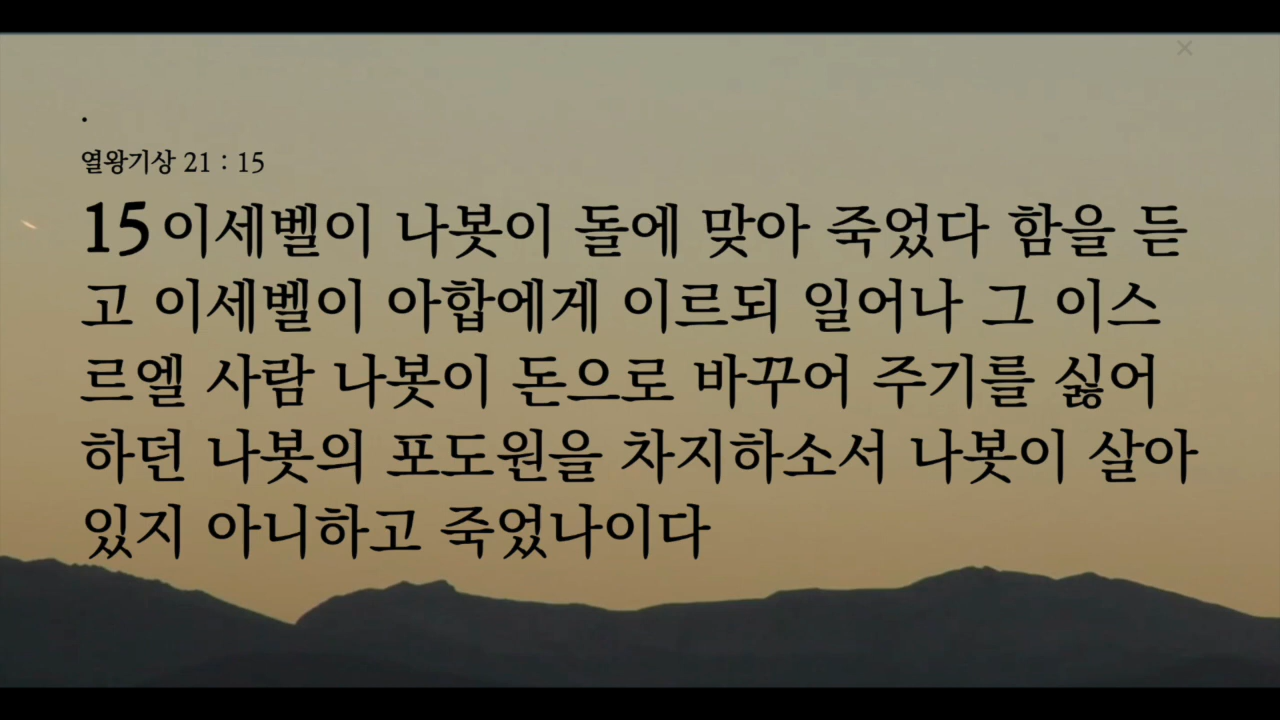 .
열왕기상 21 : 15
15 이세벨이 나봇이 돌에 맞아 죽었다 함을 듣
고 이세벨이 아합에게 이르되 일어나 그 이스
르엘 사람 나봇이 돈으로 바꾸어 주기를 싫어
하던 나봇의 포도원을 차지하소서 나봇이 살아
있지 아니하고 죽었나이다